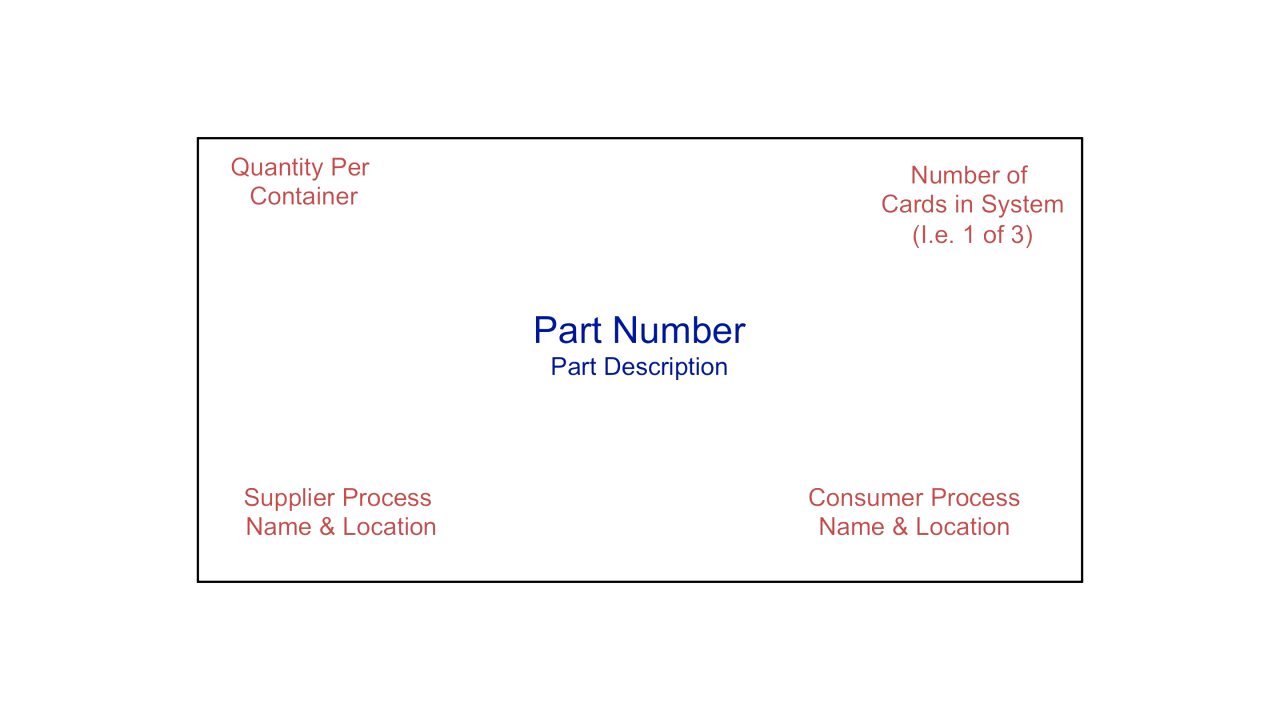 Quantity Per
Container
Number of
Cards in System
(I.e. 1 of 3)
Part Number
Part Description
Supplier Process
Name & Location
Consumer Process
Name & Location